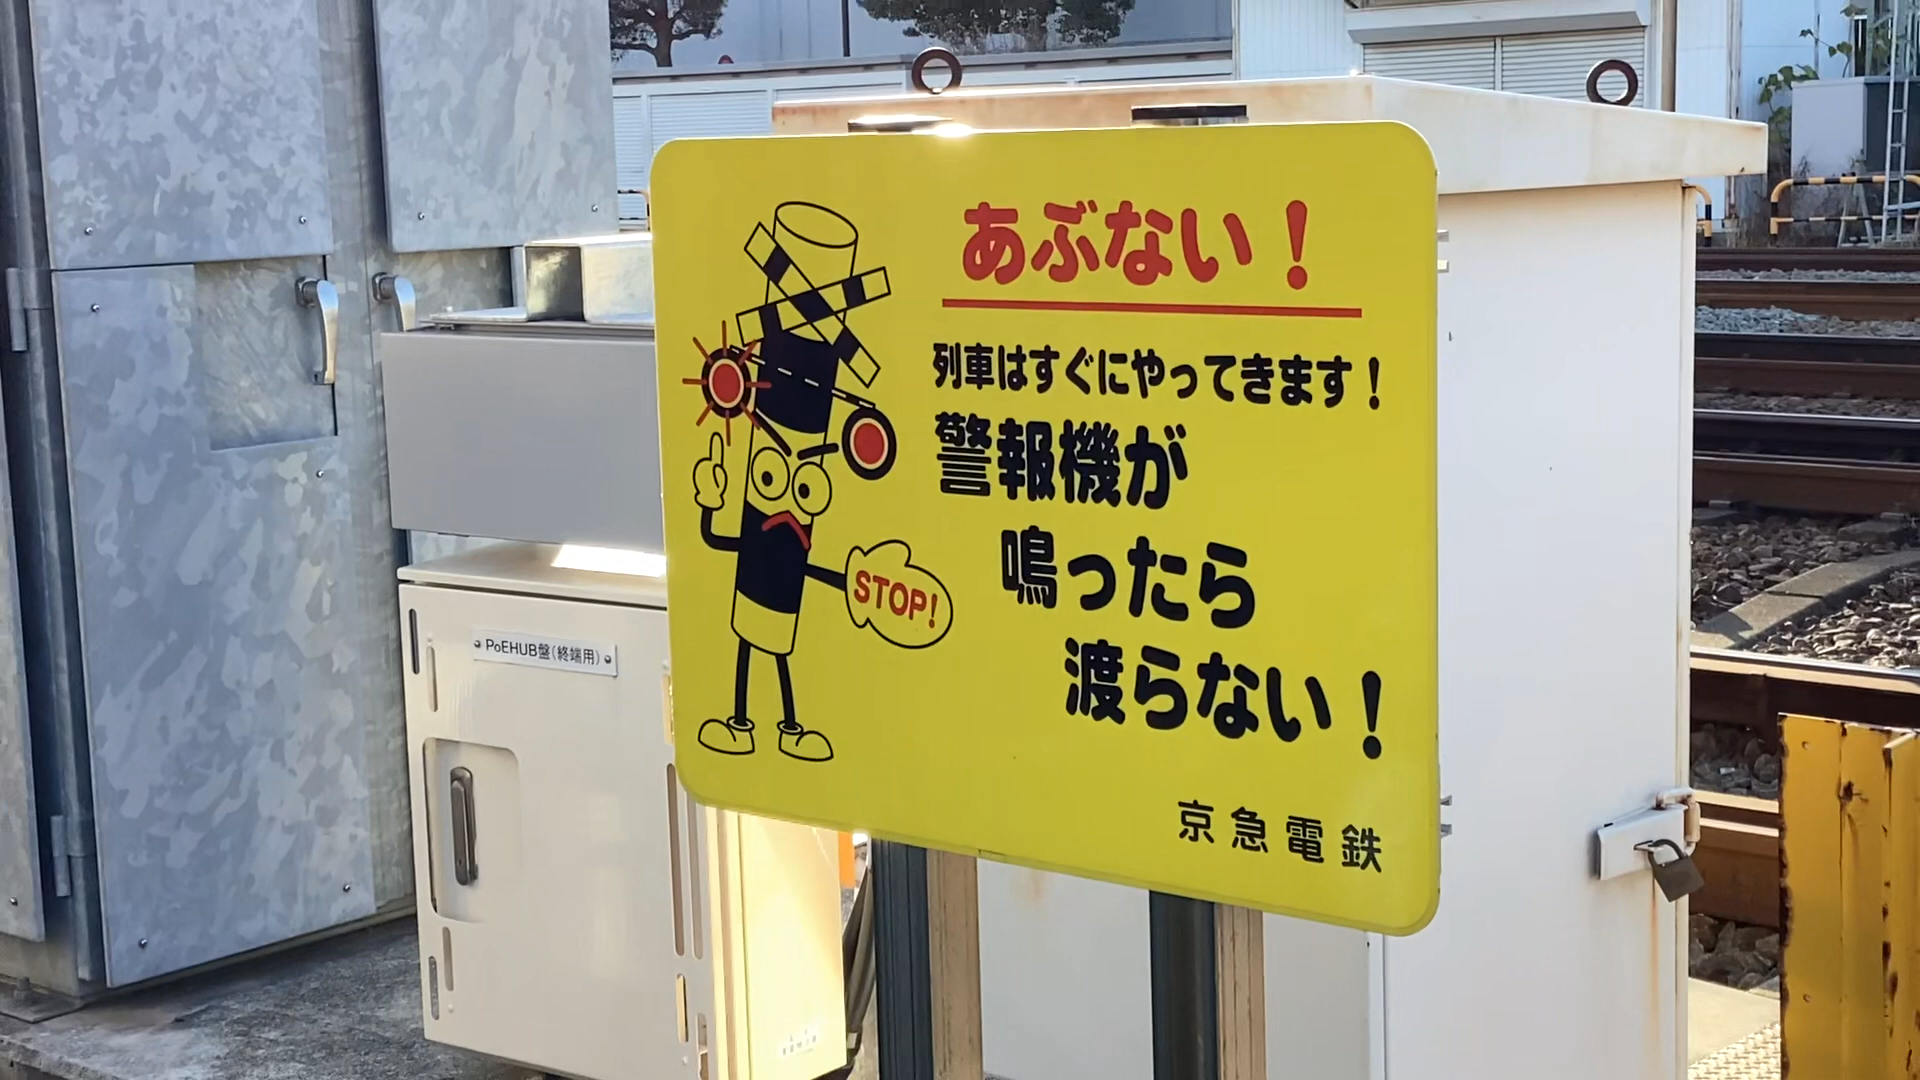 あぶない！
列車はすぐにやってきます！
警報機が
鳴ったら
渡らない！
STOP!
京急電鉄
PoEHUB盤(終端用)